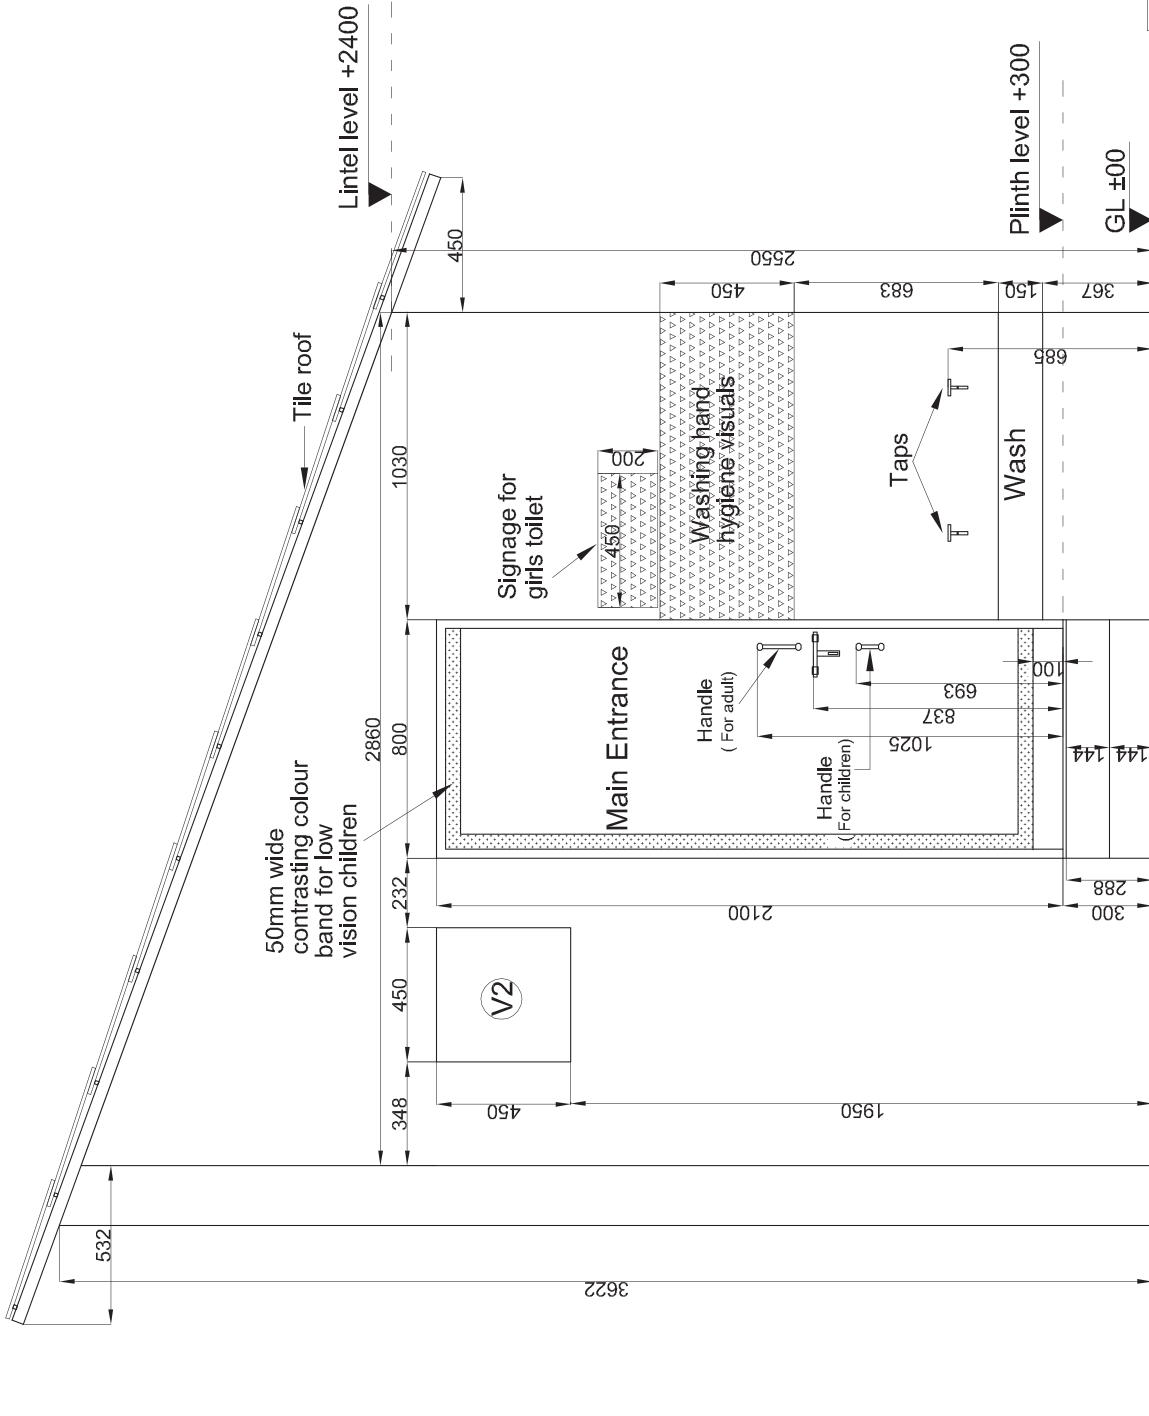 Lintel level +2400
Plinth level +300
GL ±00
Tile roof
450
2550
1030
2860
800
232
450
348
532
3622
50mm wide
contrasting colour
band for low
vision children
Signage for
girls toilet
200
450
Washing hand
hygiene visuals
450
683
150
367
685
Taps
Wash
Main Entrance
Handle
( For adult)
Handle
( For children)
693
837
1025
100
144
144
288
300
2100
V2
450
1950